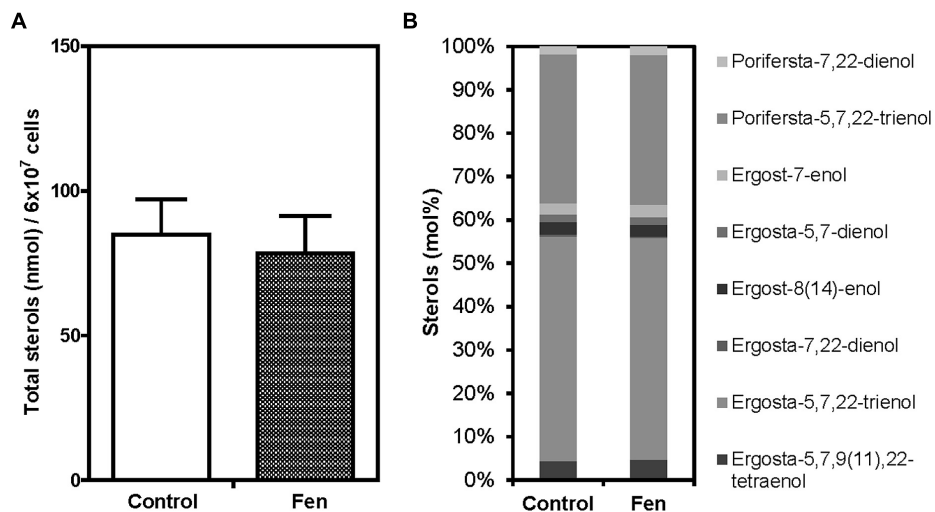 A
Total sterols (nmol) / 6x10⁷ cells
150
100
50
0
Control
Fen
B
Sterols (mol%)
100%
90%
80%
70%
60%
50%
40%
30%
20%
10%
0%
Control
Fen
Porifersta-7,22-dienol
Porifersta-5,7,22-trienol
Ergost-7-enol
Ergosta-5,7-dienol
Ergost-8(14)-enol
Ergosta-7,22-dienol
Ergosta-5,7,22-trienol
Ergosta-5,7,9(11),22-
tetraenol